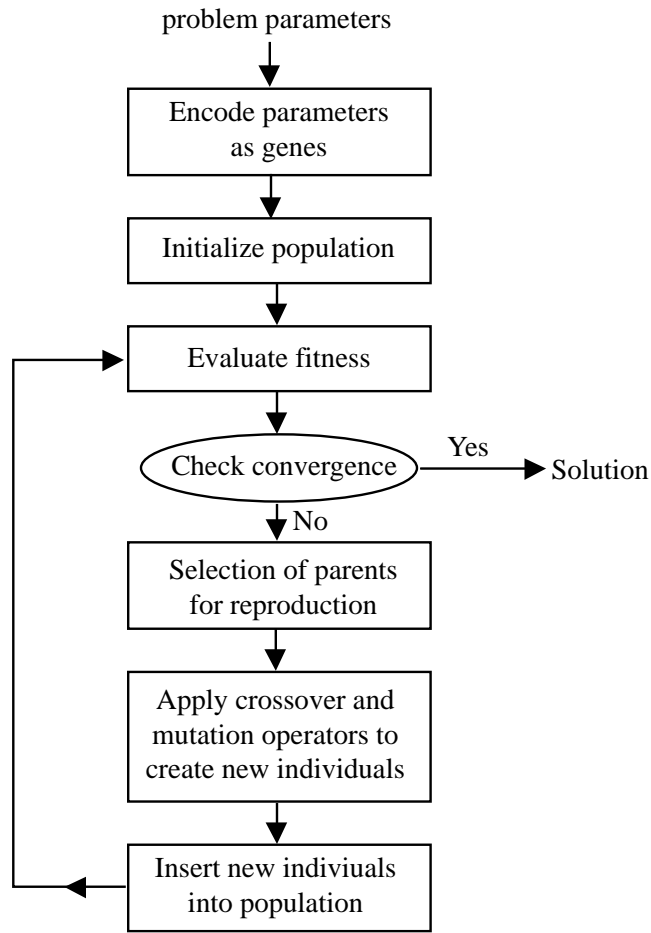 problem parameters
Encode parameters
as genes
Initialize population
Evaluate fitness
Check convergence
Yes
Solution
No
Selection of parents
for reproduction
Apply crossover and
mutation operators to
create new individuals
Insert new indiviuals
into population